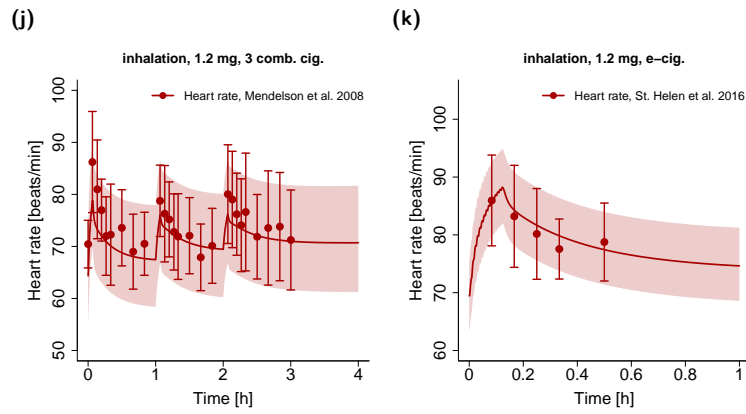 (j)
inhalation, 1.2 mg, 3 comb. cig.
Heart rate, Mendelson et al. 2008
Heart rate [beats/min]
100
90
80
70
60
50
0 1 2 3 4
Time [h]
(k)
inhalation, 1.2 mg, e−cig.
Heart rate, St. Helen et al. 2016
Heart rate [beats/min]
100
90
80
70
60
0 0.2 0.4 0.6 0.8 1
Time [h]